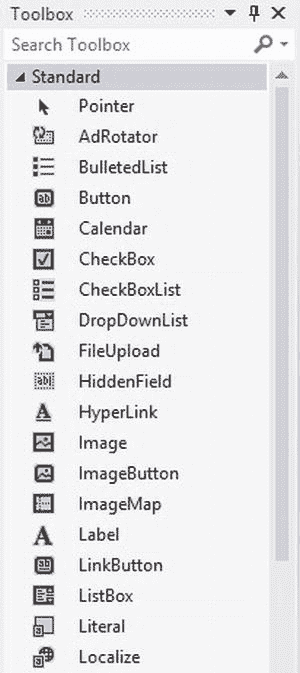 Toolbox
Search Toolbox
Standard
Pointer
AdRotator
BulletedList
Button
Calendar
CheckBox
CheckBoxList
DropDownList
FileUpload
HiddenField
HyperLink
Image
ImageButton
ImageMap
Label
LinkButton
ListBox
Literal
Localize